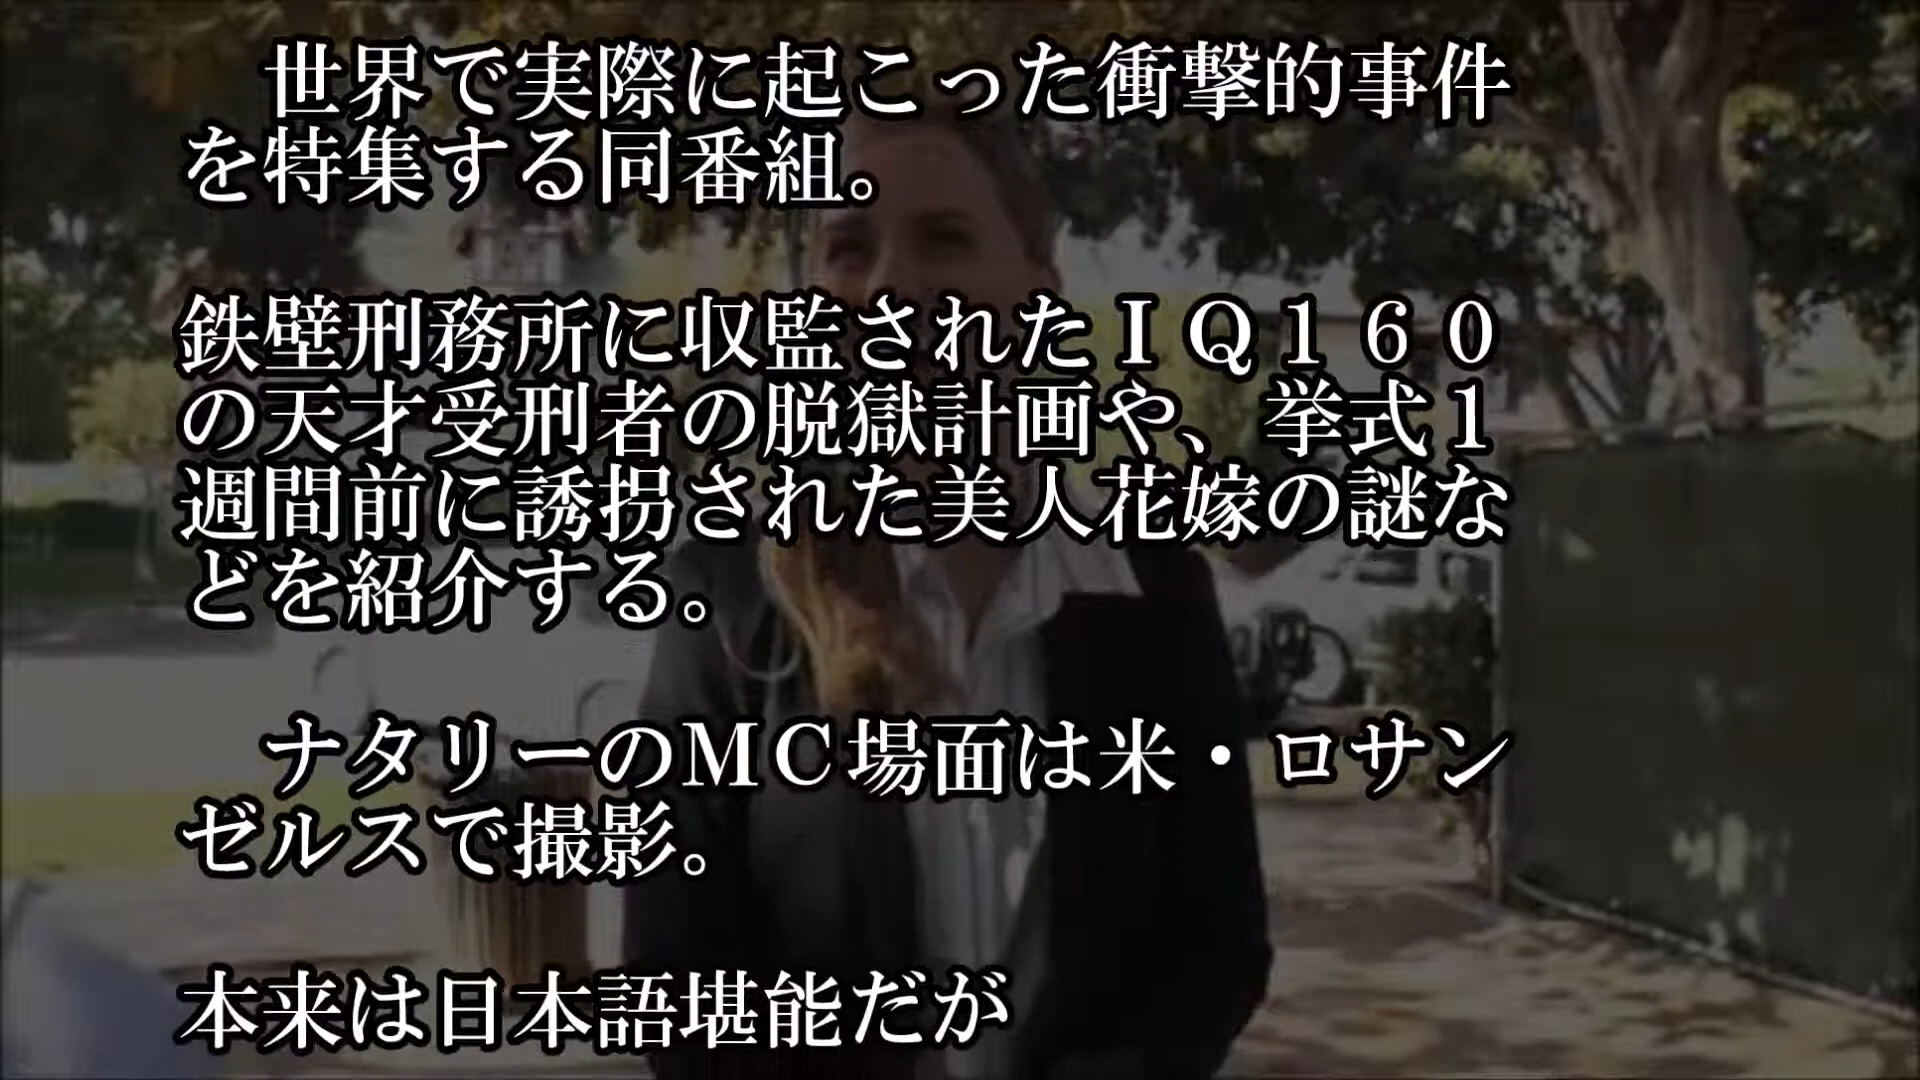 世界で実際に起こった衝撃的事件
を特集する同番組。
鉄壁刑務所に収監されたＩＱ１６０
の天才受刑者の脱獄計画や、挙式１
週間前に誘拐された美人花嫁の謎な
どを紹介する。
　ナタリーのＭＣ場面は米・ロサン
ゼルスで撮影。
本来は日本語堪能だが